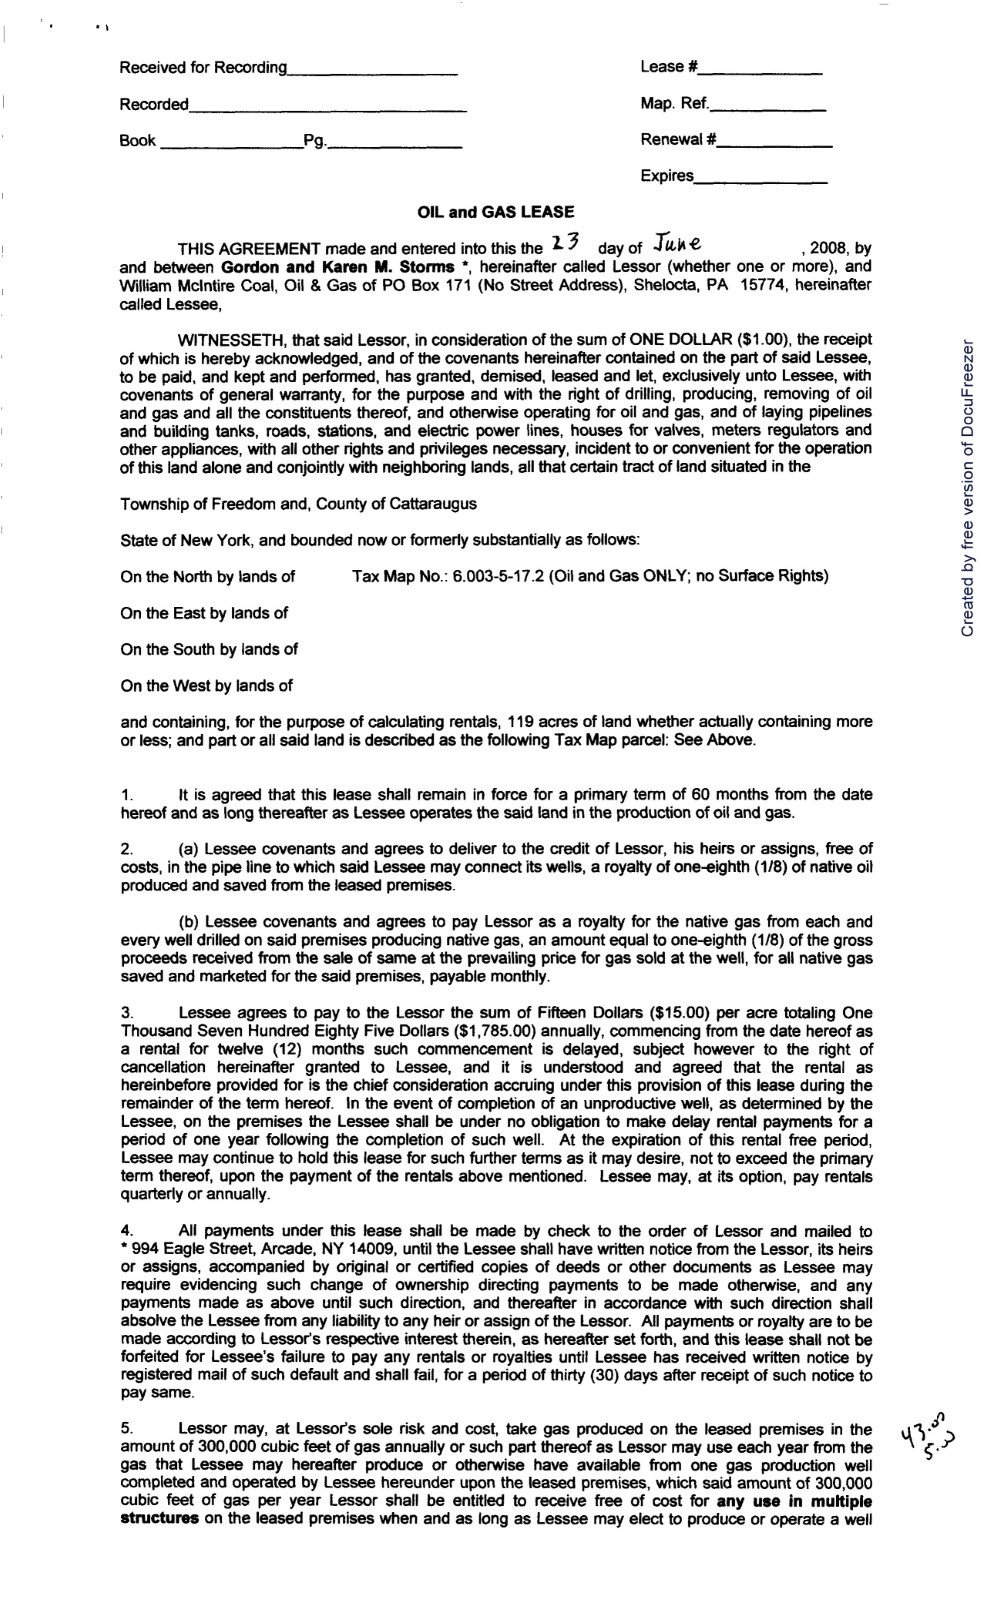 Received for Recording____________________ Lease #_______________
Recorded________________________________ Map. Ref.______________
Book _________________Pg.________________ Renewal #______________
Expires________________
OIL and GAS LEASE
THIS AGREEMENT made and entered into this the 23 day of June , 2008, by
and between Gordon and Karen M. Storms *, hereinafter called Lessor (whether one or more), and
William McIntire Coal, Oil & Gas of PO Box 171 (No Street Address), Shelocta, PA 15774, hereinafter
called Lessee,
WITNESSETH, that said Lessor, in consideration of the sum of ONE DOLLAR ($1.00), the receipt
of which is hereby acknowledged, and of the covenants hereinafter contained on the part of said Lessee,
to be paid, and kept and performed, has granted, demised, leased and let, exclusively unto Lessee, with
covenants of general warranty, for the purpose and with the right of drilling, producing, removing of oil
and gas and all the constituents thereof, and otherwise operating for oil and gas, and of laying pipelines
and building tanks, roads, stations, and electric power lines, houses for valves, meters regulators and
other appliances, with all other rights and privileges necessary, incident to or convenient for the operation
of this land alone and conjointly with neighboring lands, all that certain tract of land situated in the
Township of Freedom and, County of Cattaraugus
State of New York, and bounded now or formerly substantially as follows:
On the North by lands of Tax Map No.: 6.003-5-17.2 (Oil and Gas ONLY; no Surface Rights)
On the East by lands of
On the South by lands of
On the West by lands of
and containing, for the purpose of calculating rentals, 119 acres of land whether actually containing more
or less; and part or all said land is described as the following Tax Map parcel: See Above.
1. It is agreed that this lease shall remain in force for a primary term of 60 months from the date
hereof and as long thereafter as Lessee operates the said land in the production of oil and gas.
2. (a) Lessee covenants and agrees to deliver to the credit of Lessor, his heirs or assigns, free of
costs, in the pipe line to which said Lessee may connect its wells, a royalty of one-eighth (1/8) of native oil
produced and saved from the leased premises.
(b) Lessee covenants and agrees to pay Lessor as a royalty for the native gas from each and
every well drilled on said premises producing native gas, an amount equal to one-eighth (1/8) of the gross
proceeds received from the sale of same at the prevailing price for gas sold at the well, for all native gas
saved and marketed for the said premises, payable monthly.
3. Lessee agrees to pay to the Lessor the sum of Fifteen Dollars ($15.00) per acre totaling One
Thousand Seven Hundred Eighty Five Dollars ($1,785.00) annually, commencing from the date hereof as
a rental for twelve (12) months such commencement is delayed, subject however to the right of
cancellation hereinafter granted to Lessee, and it is understood and agreed that the rental as
hereinbefore provided for is the chief consideration accruing under this provision of this lease during the
remainder of the term hereof. In the event of completion of an unproductive well, as determined by the
Lessee, on the premises the Lessee shall be under no obligation to make delay rental payments for a
period of one year following the completion of such well. At the expiration of this rental free period,
Lessee may continue to hold this lease for such further terms as it may desire, not to exceed the primary
term thereof, upon the payment of the rentals above mentioned. Lessee may, at its option, pay rentals
quarterly or annually.
4. All payments under this lease shall be made by check to the order of Lessor and mailed to
* 994 Eagle Street, Arcade, NY 14009, until the Lessee shall have written notice from the Lessor, its heirs
or assigns, accompanied by original or certified copies of deeds or other documents as Lessee may
require evidencing such change of ownership directing payments to be made otherwise, and any
payments made as above until such direction, and thereafter in accordance with such direction shall
absolve the Lessee from any liability to any heir or assign of the Lessor. All payments or royalty are to be
made according to Lessor's respective interest therein, as hereafter set forth, and this lease shall not be
forfeited for Lessee's failure to pay any rentals or royalties until Lessee has received written notice by
registered mail of such default and shall fail, for a period of thirty (30) days after receipt of such notice to
pay same.
5. Lessor may, at Lessor's sole risk and cost, take gas produced on the leased premises in the
amount of 300,000 cubic feet of gas annually or such part thereof as Lessor may use each year from the
gas that Lessee may hereafter produce or otherwise have available from one gas production well
completed and operated by Lessee hereunder upon the leased premises, which said amount of 300,000
cubic feet of gas per year Lessor shall be entitled to receive free of cost for any use in multiple
structures on the leased premises when and as long as Lessee may elect to produce or operate a well
Created by free version of DocuFreezer